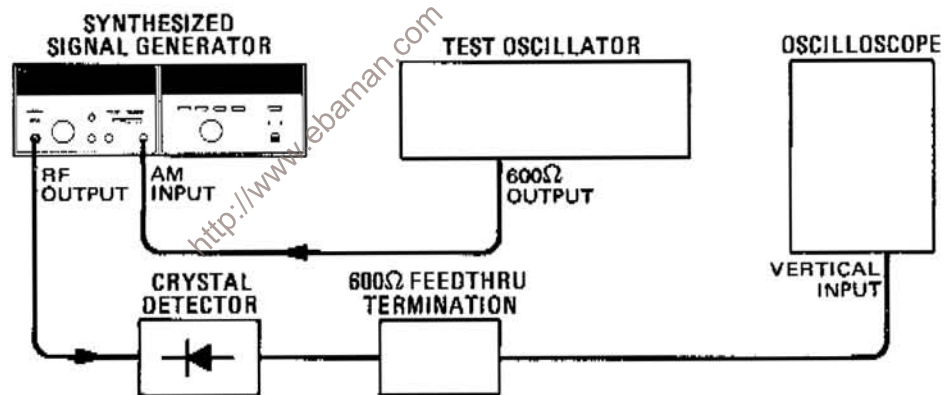 SYNTHESIZED
SIGNAL GENERATOR
TEST OSCILLATOR
OSCILLOSCOPE
RF
OUTPUT
AM
INPUT
600Ω
OUTPUT
VERTICAL
INPUT
CRYSTAL
DETECTOR
600Ω FEEDTHRU
TERMINATION
http://www.ebaman.com